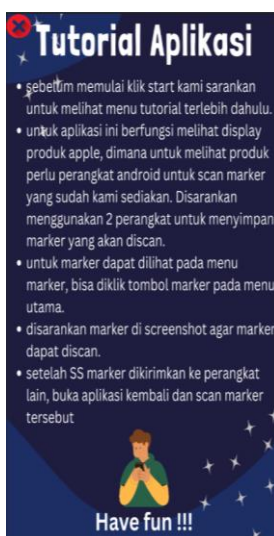 Tutorial Aplikasi
• sebelum memulai klik start kami sarankan
untuk melihat menu tutorial terlebih dahulu.
• untuk aplikasi ini berfungsi melihat display
produk apple, dimana untuk melihat produk
perlu perangkat android untuk scan marker
yang sudah kami sediakan. Disarankan
menggunakan 2 perangkat untuk menyimpan
marker yang akan discan.
• untuk marker dapat dilihat pada menu
marker, bisa diklik tombol marker pada menu
utama.
• disarankan marker di screenshot agar marker
dapat discan.
• setelah SS marker dikirimkan ke perangkat
lain, buka aplikasi kembali dan scan marker
tersebut
Have fun !!!